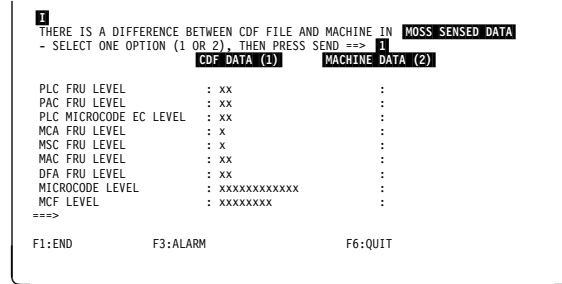 I
THERE IS A DIFFERENCE BETWEEN CDF FILE AND MACHINE IN MOSS SENSED DATA
- SELECT ONE OPTION (1 OR 2), THEN PRESS SEND ==> 1
CDF DATA (1) MACHINE DATA (2)
PLC FRU LEVEL : xx :
PAC FRU LEVEL : xx :
PLC MICROCODE EC LEVEL : xx :
MCA FRU LEVEL : x :
MSC FRU LEVEL : x :
MAC FRU LEVEL : xx :
DFA FRU LEVEL : xx :
MICROCODE LEVEL : xxxxxxxxxxxx :
MCF LEVEL : xxxxxxxx :
===>
F1:END F3:ALARM F6:QUIT